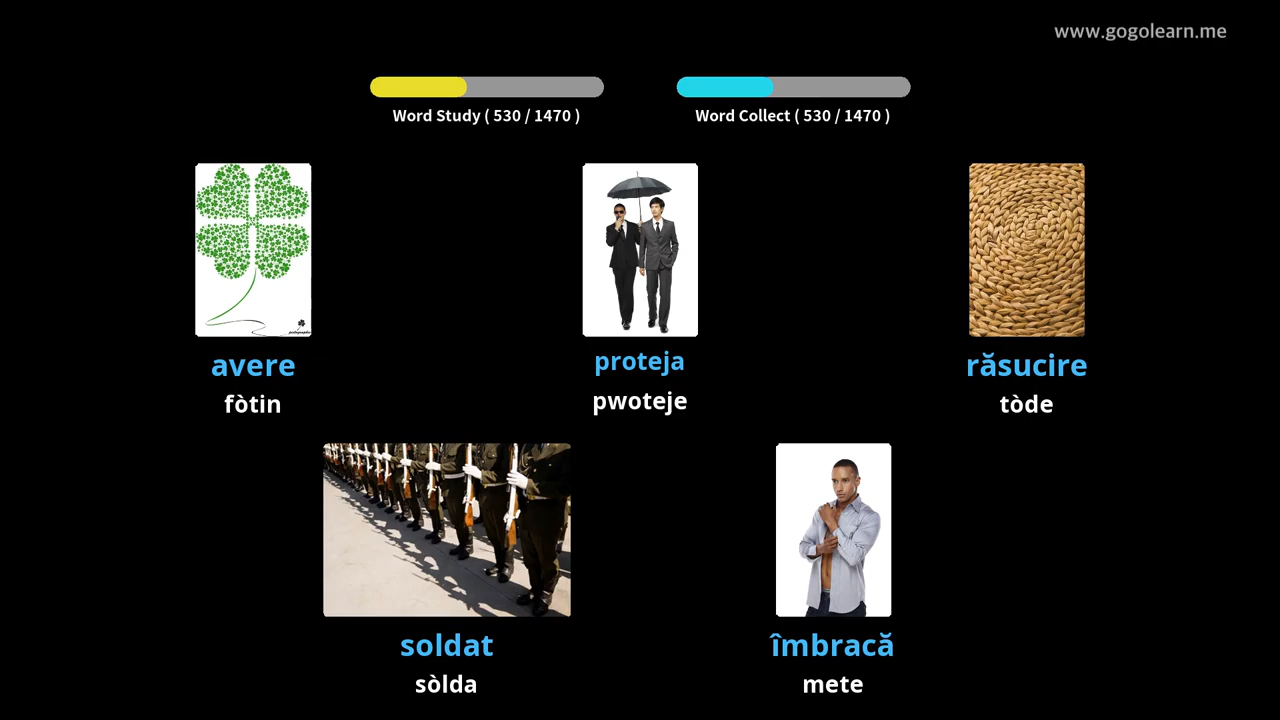 www.gogolearn.me
Word Study ( 530 / 1470 )
Word Collect ( 530 / 1470 )
avere
fòtin
proteja
pwoteje
răsucire
tòde
soldat
sòlda
îmbracă
mete